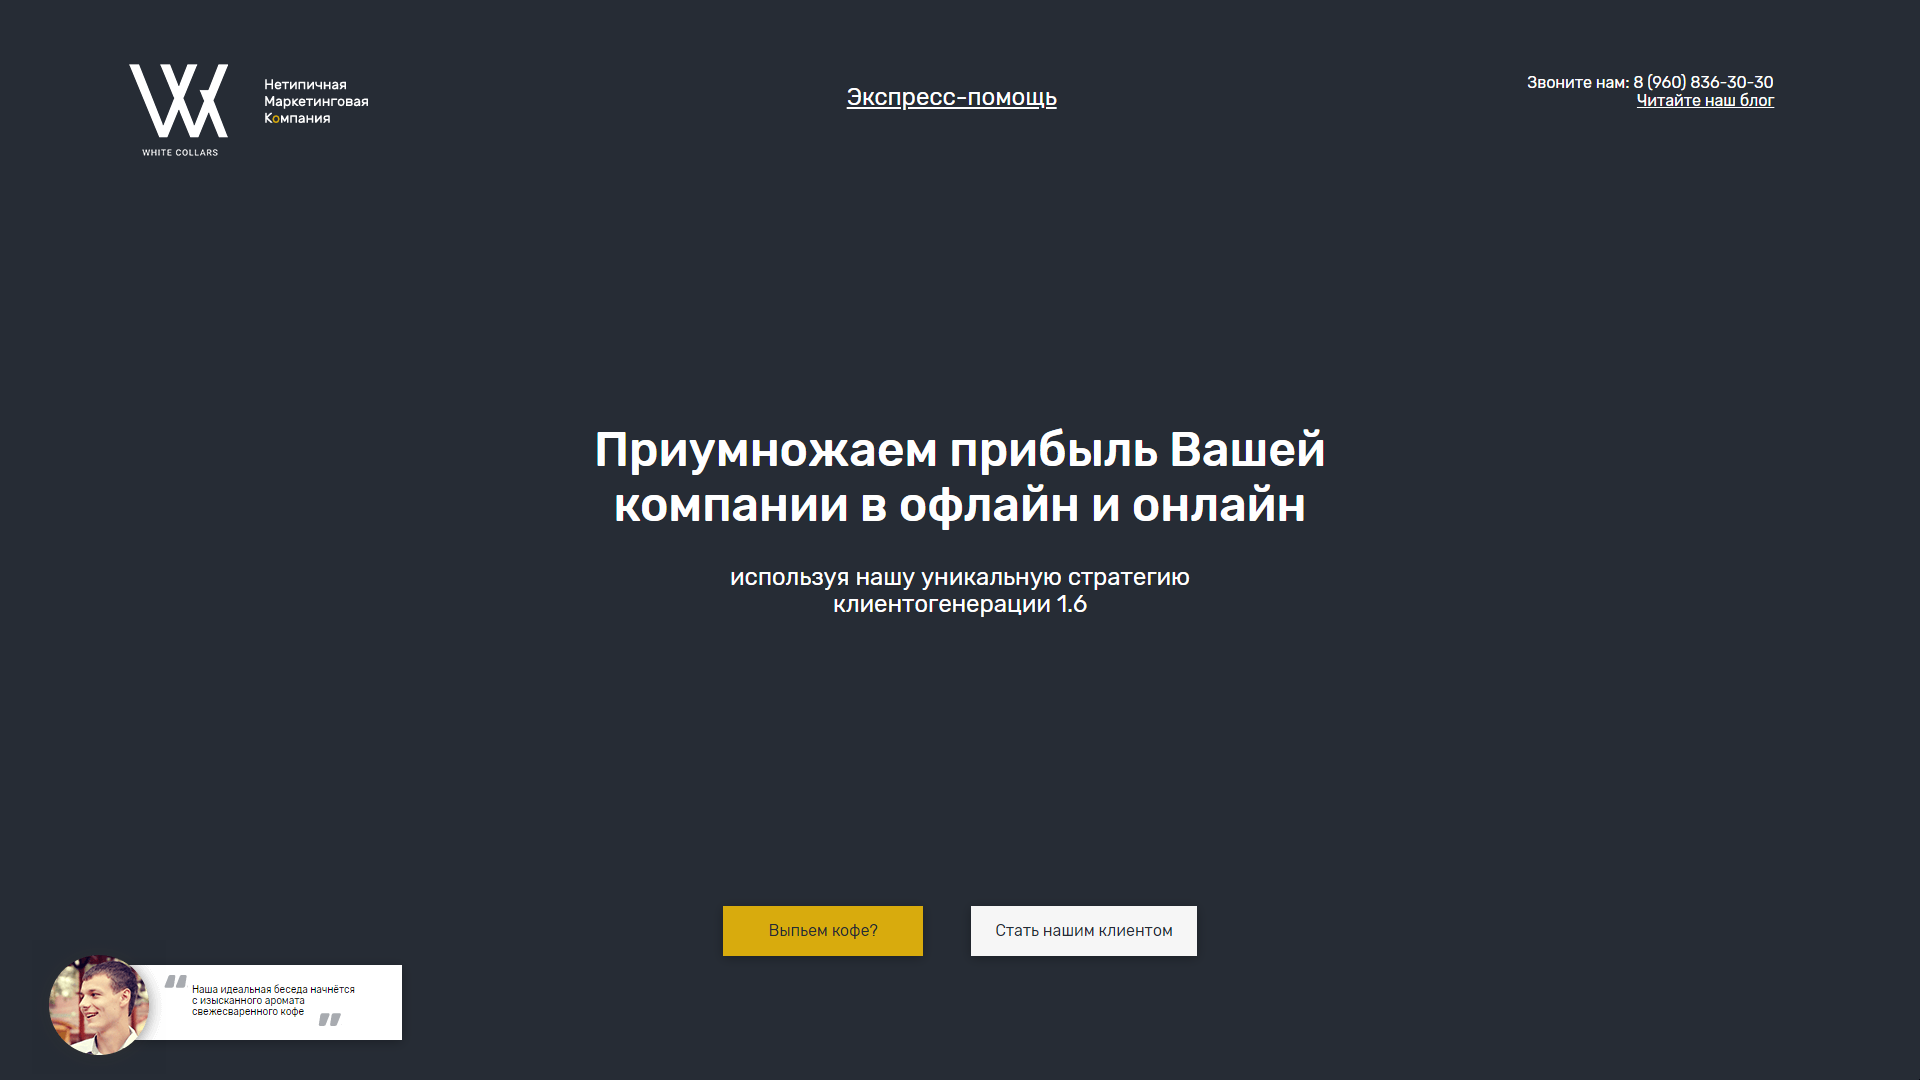 WHITE COLLARS
Нетипичная
Маркетинговая
Компания
Экспресс-помощь
Звоните нам: 8 (960) 836-30-30
Читайте наш блог
Приумножаем прибыль Вашей
компании в офлайн и онлайн
используя нашу уникальную стратегию
клиентогенерации 1.6
Выпьем кофе?
Стать нашим клиентом
Наша идеальная беседа начнётся
с изысканного аромата
свежесваренного кофе